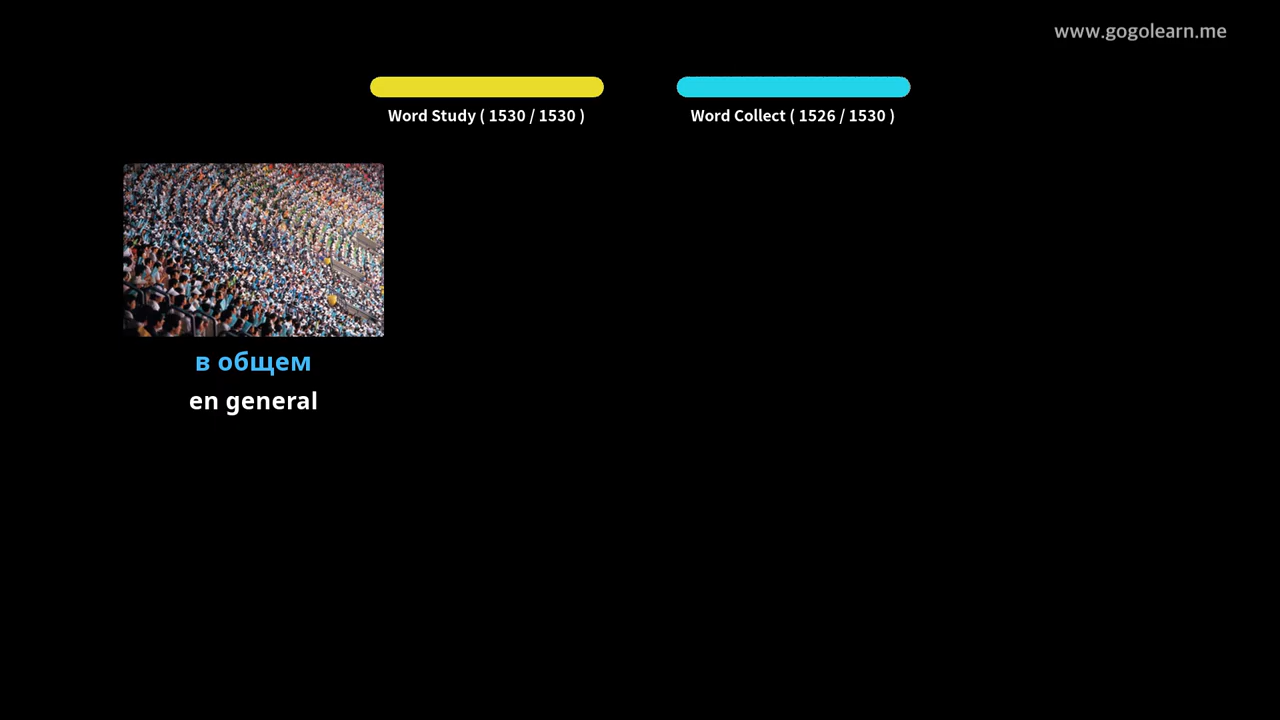 www.gogolearn.me
Word Study ( 1530 / 1530 )
Word Collect ( 1526 / 1530 )
в общем
en general